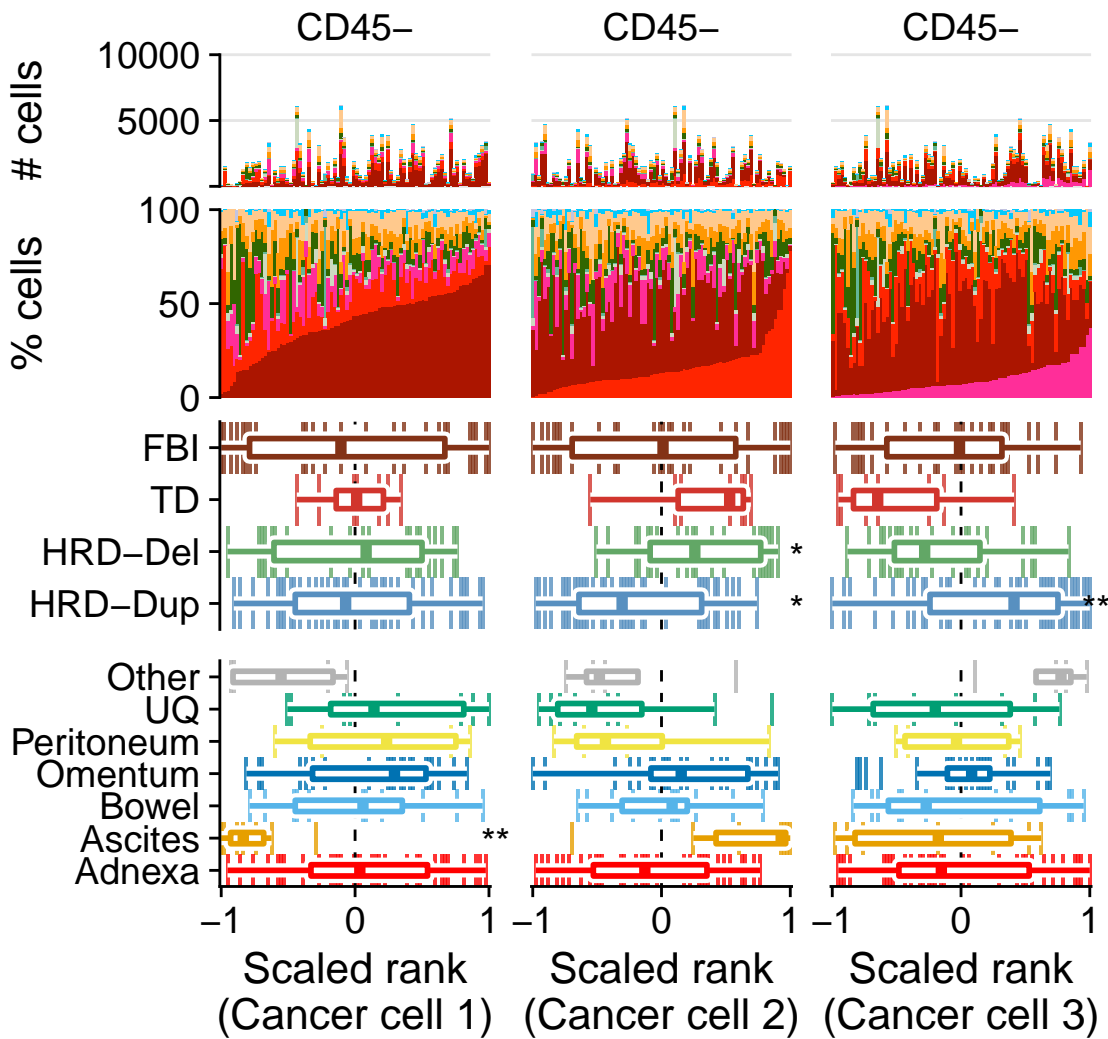 CD45− CD45− CD45−
# cells
10000
5000
% cells
100
50
0
FBI
TD
HRD−Del * 
HRD−Dup * **
Other
UQ
Peritoneum
Omentum
Bowel
Ascites **
Adnexa
−1 0 1 −1 0 1 −1 0 1
Scaled rank Scaled rank Scaled rank
(Cancer cell 1) (Cancer cell 2) (Cancer cell 3)